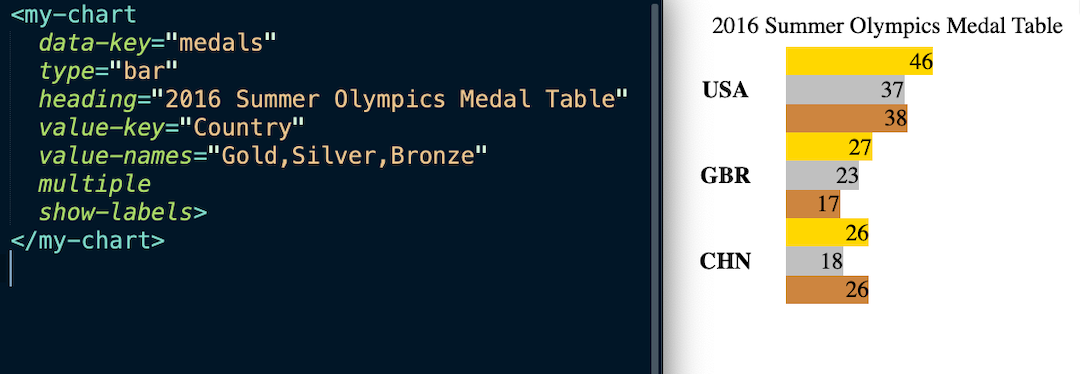 <my-chart
data-key="medals"
type="bar"
heading="2016 Summer Olympics Medal Table"
value-key="Country"
value-names="Gold,Silver,Bronze"
multiple
show-labels>
</my-chart>
2016 Summer Olympics Medal Table
46
USA 37
38
27
GBR 23
17
26
CHN 18
26